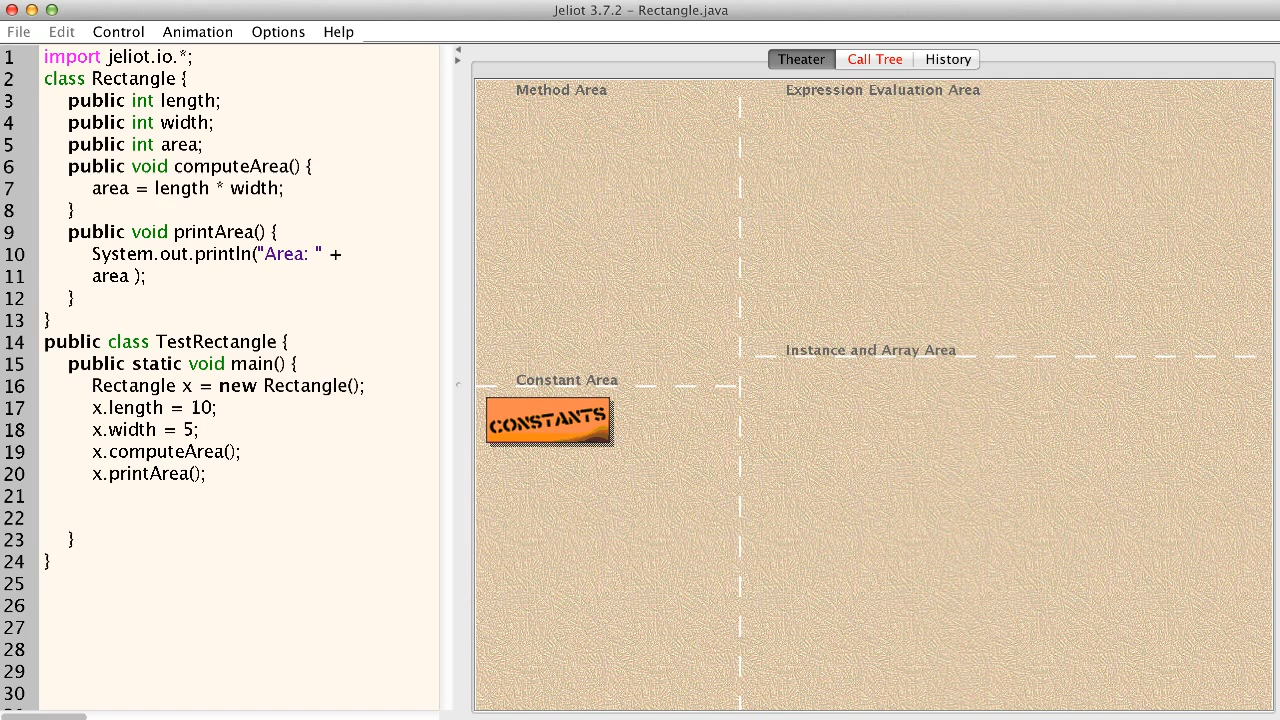 Jeliot 3.7.2 – Rectangle.java
File Edit Control Animation Options Help
1 import jeliot.io.*;
2 class Rectangle {
3 public int length;
4 public int width;
5 public int area;
6 public void computeArea() {
7 area = length * width;
8 }
9 public void printArea() {
10 System.out.println("Area: " +
11 area );
12 }
13 }
14 public class TestRectangle {
15 public static void main() {
16 Rectangle x = new Rectangle();
17 x.length = 10;
18 x.width = 5;
19 x.computeArea();
20 x.printArea();
21
22
23 }
24 }
25
26
27
28
29
30
Theater Call Tree History
Method Area
Expression Evaluation Area
Instance and Array Area
Constant Area
CONSTANTS